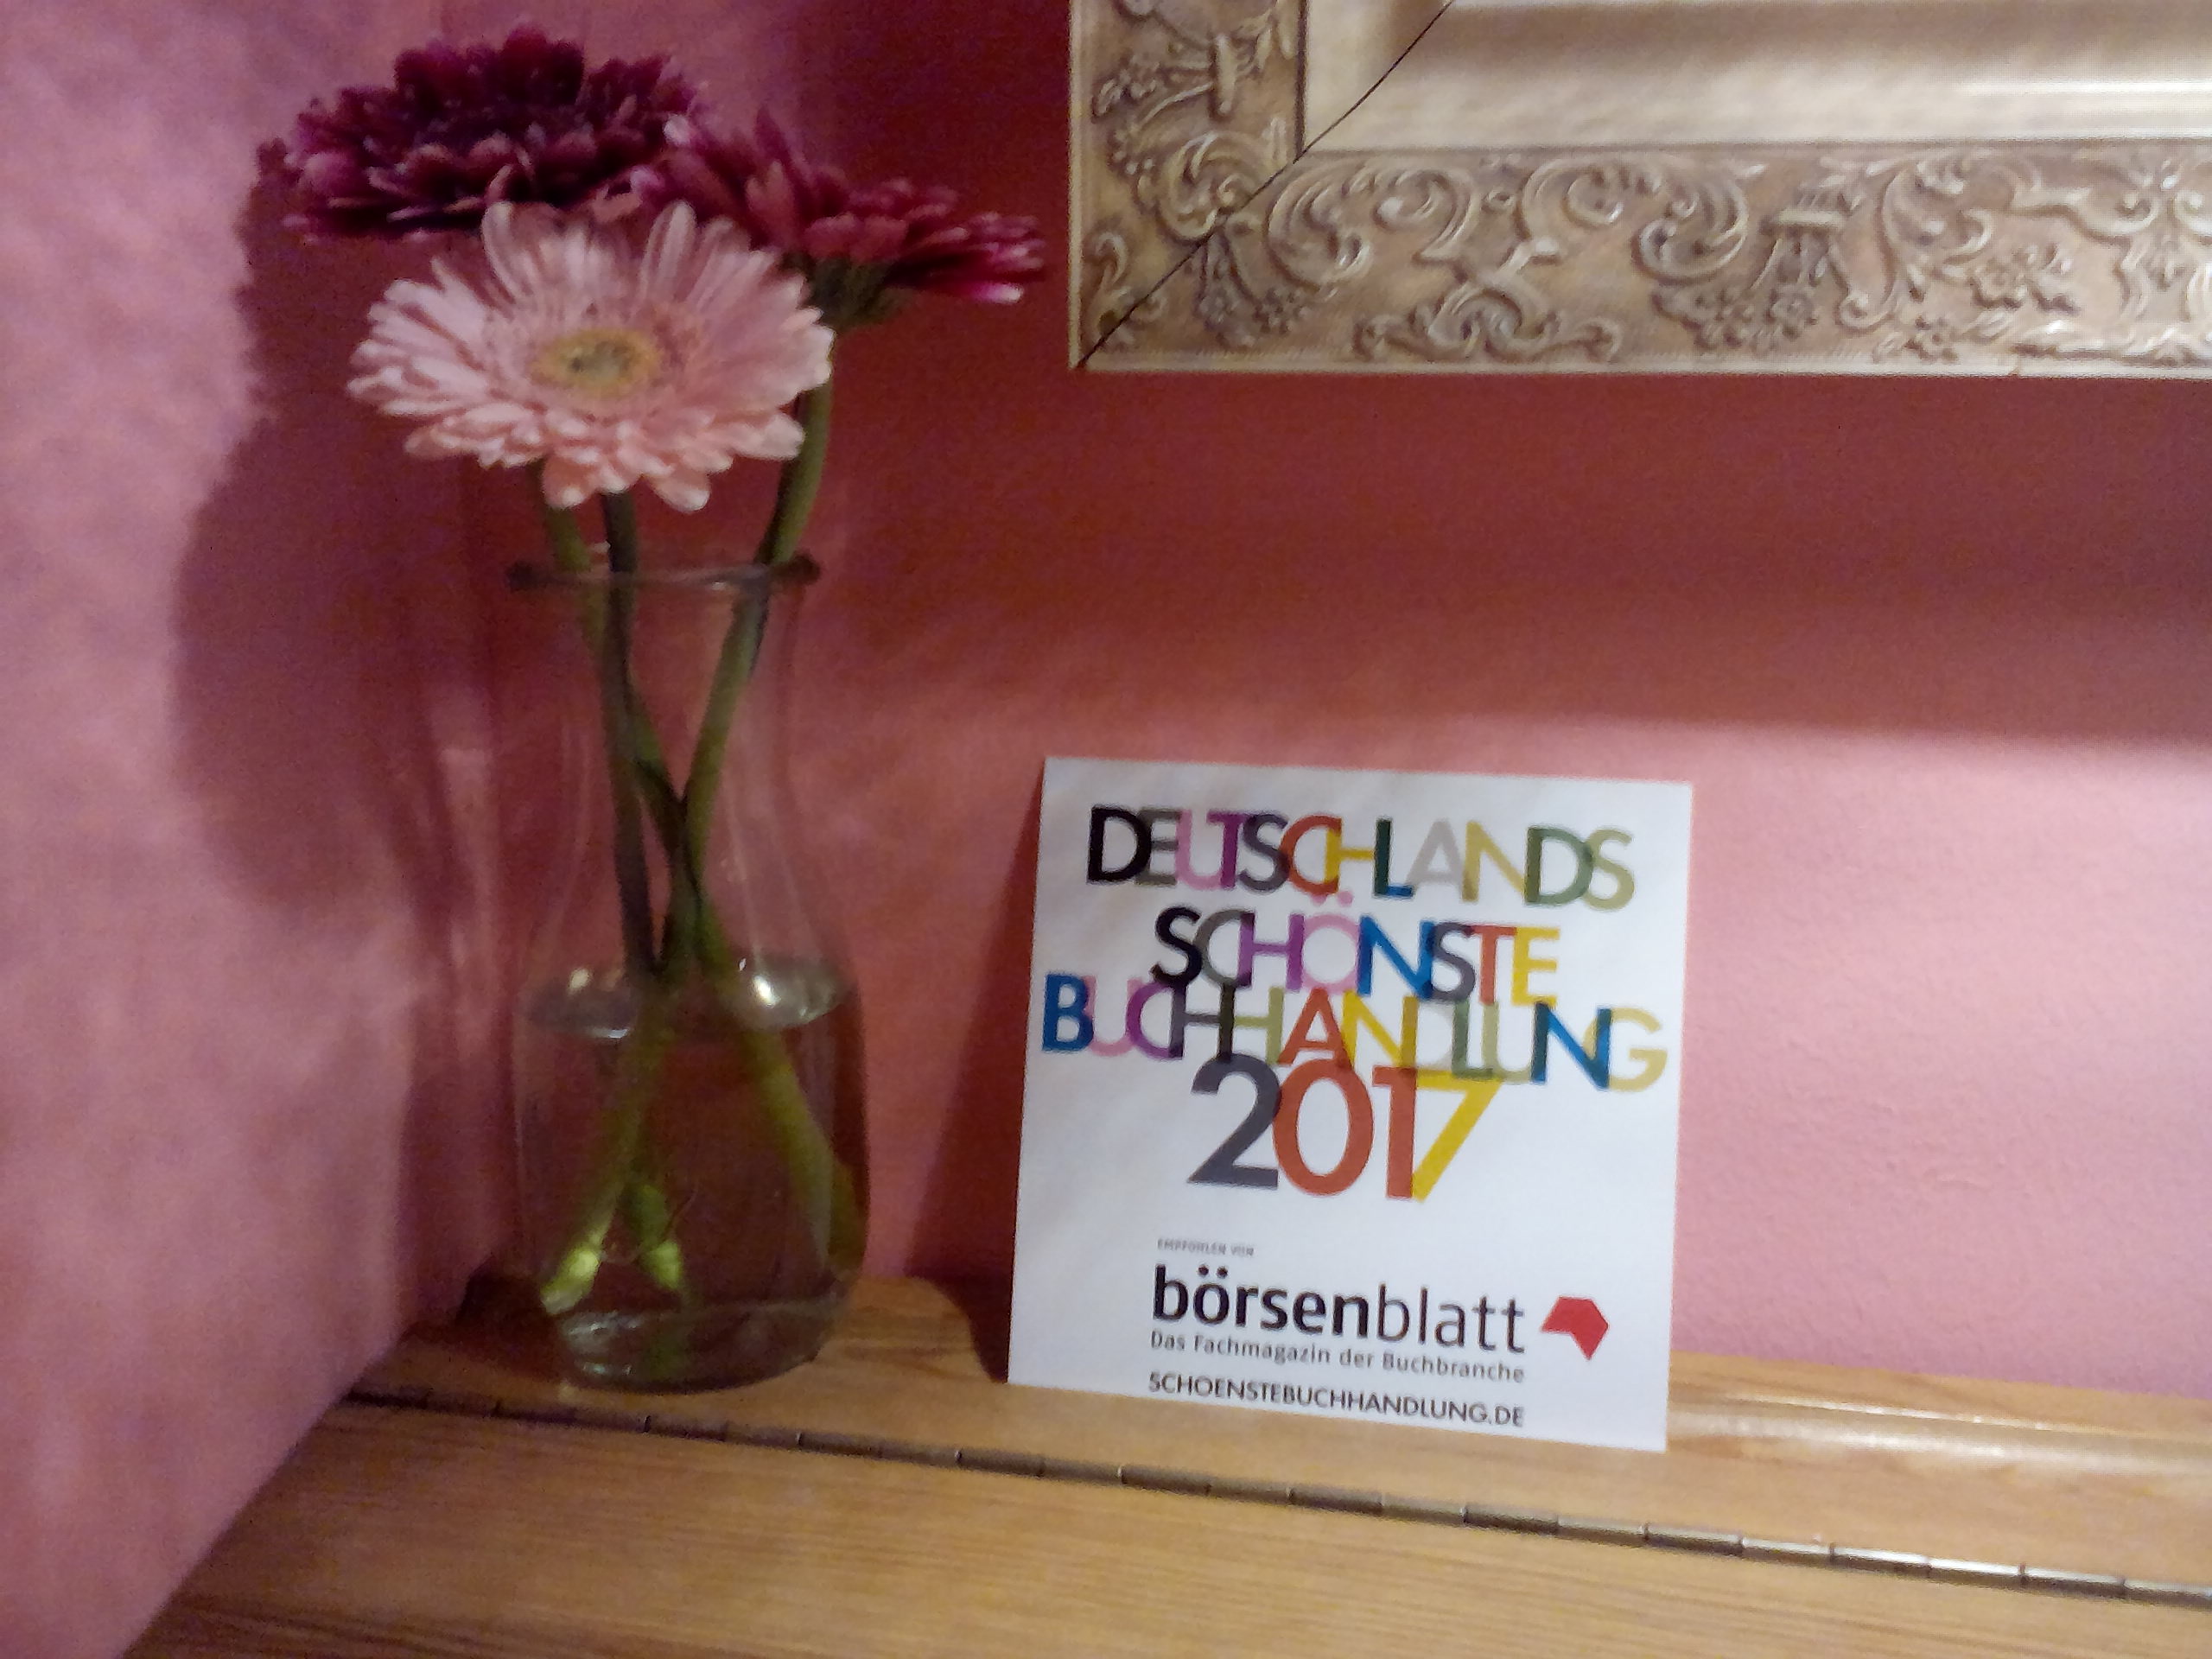 DEUTSCHLANDS
SCHÖNSTE
BUCHHANDLUNG
2017
EMPFOHLEN VON
börsenblatt
Das Fachmagazin der Buchbranche
SCHOENSTEBUCHHANDLUNG.DE